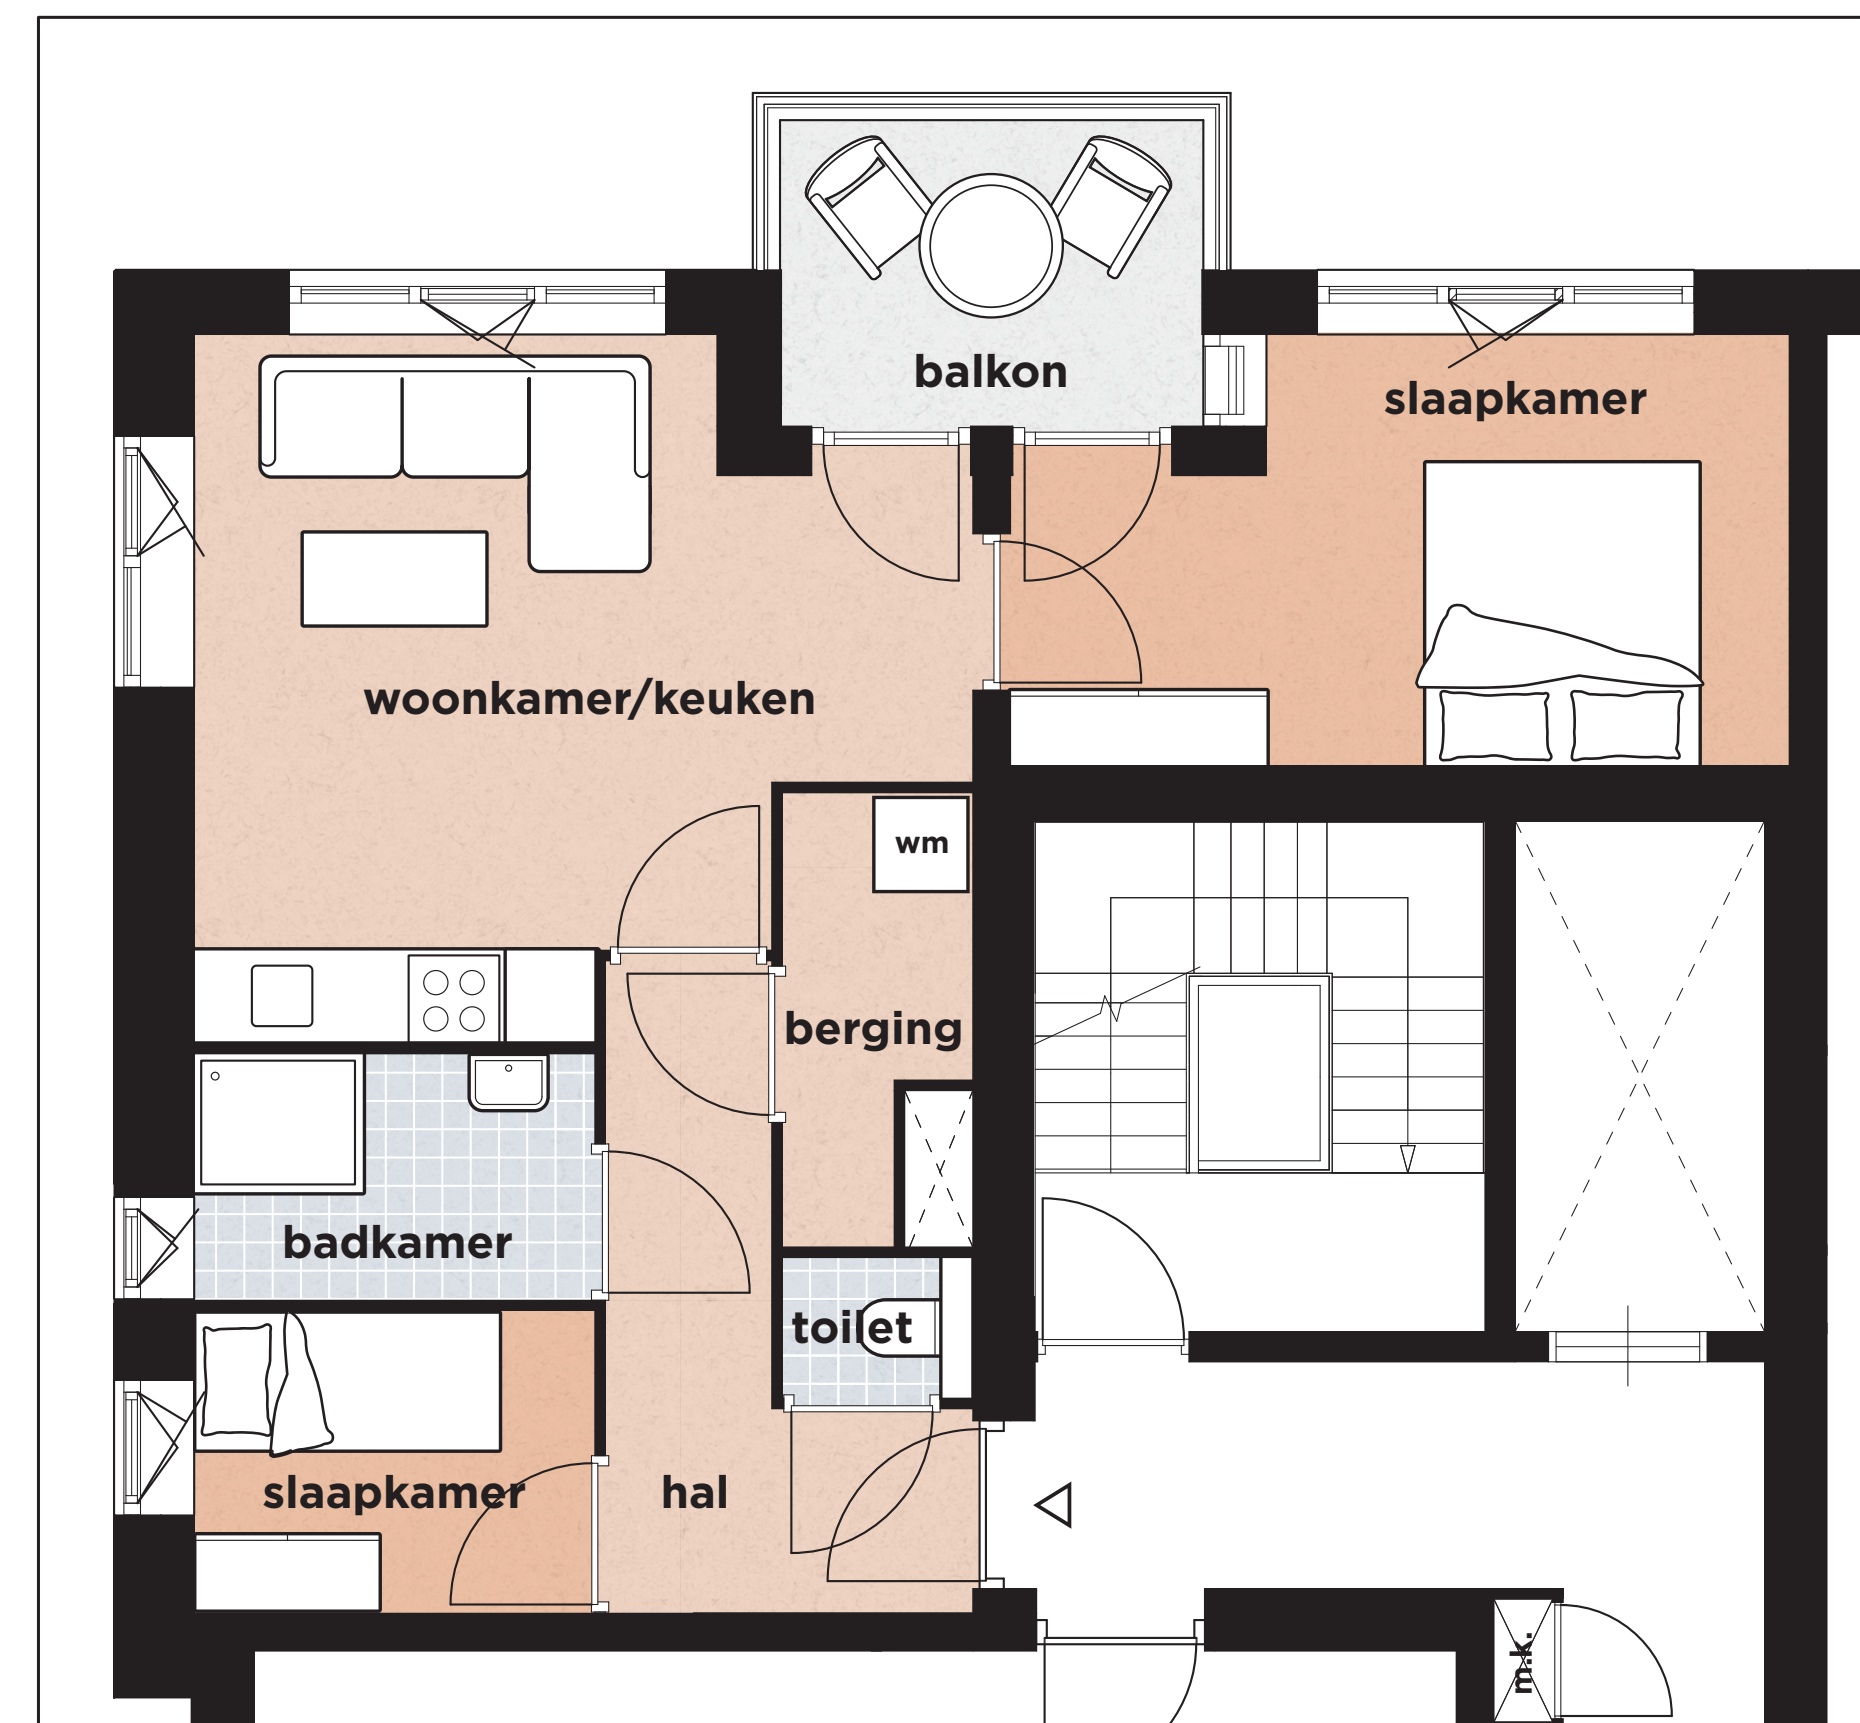 balkon
slaapkamer
woonkamer/keuken
wm
berging
badkamer
toilet
slaapkamer
hal
m.k.